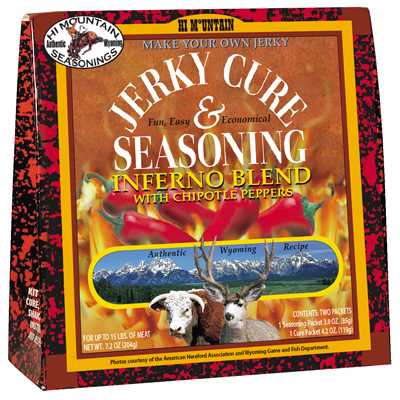 HI MOUNTAIN
Authentic Wyoming
SEASONINGS
HI MOUNTAIN
MAKE YOUR OWN JERKY
JERKY CURE
Fun, Easy & Economical
SEASONING
INFERNO BLEND
WITH CHIPOTLE PEPPERS
Authentic Wyoming Recipe
KIT
CURE,
SHAK
INST
FOR UP TO 15 LBS. OF MEAT
NET WT. 7.2 OZ. (204g)
CONTENTS: TWO PACKETS
1 Seasoning Packet 3.0 OZ. (85g)
1 Cure Packet 4.2 OZ. (119g)
Photos courtesy of the American Hereford Association and Wyoming Game and Fish Department.